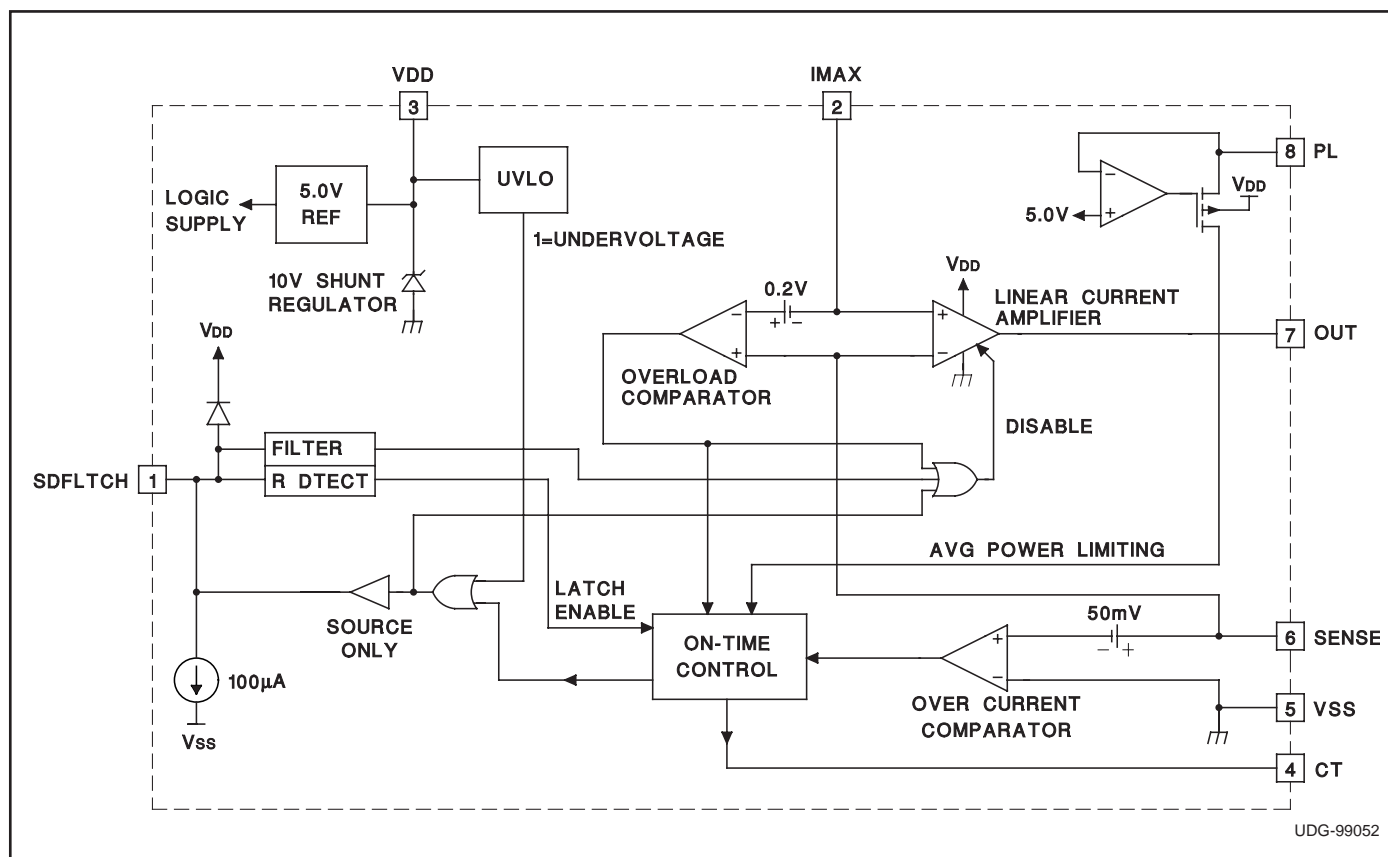 VDD
3
IMAX
2
8 PL
UVLO
5.0V
REF
LOGIC
SUPPLY
–
+
5.0V
VDD
1=UNDERVOLTAGE
10V SHUNT
REGULATOR
VDD
0.2V
+ –
–
+
OVERLOAD
COMPARATOR
VDD
+
–
LINEAR CURRENT
AMPLIFIER
7 OUT
DISABLE
SDFLTCH 1
FILTER
R DTECT
AVG POWER LIMITING
LATCH
ENABLE
SOURCE
ONLY
100µA
VSS
ON-TIME
CONTROL
50mV
– +
+
–
OVER CURRENT
COMPARATOR
6 SENSE
5 VSS
4 CT
UDG-99052